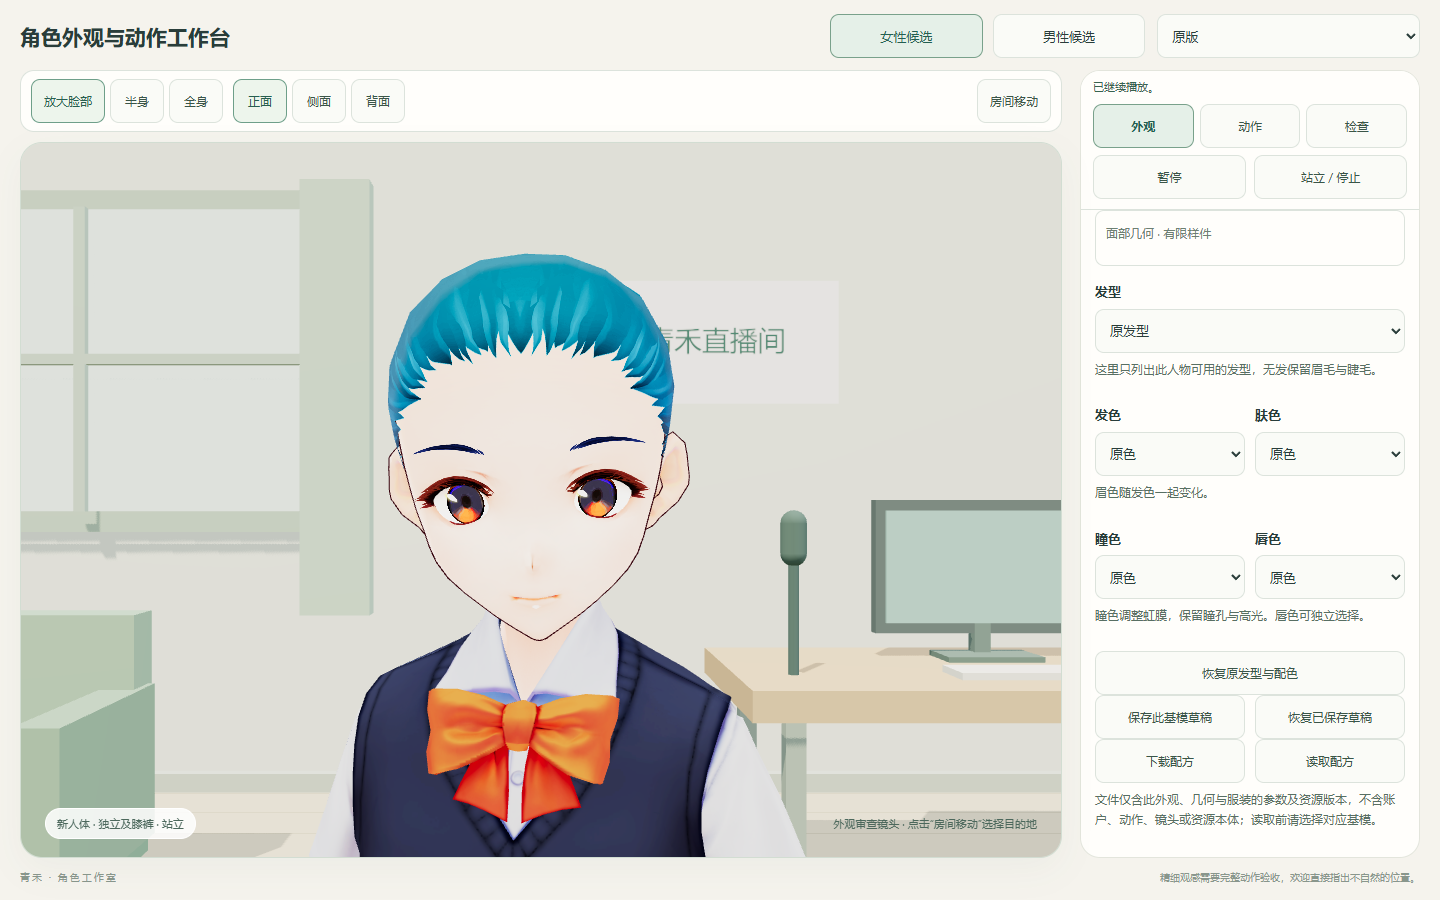 角色外观与动作工作台
女性候选
男性候选
原版
放大脸部
半身
全身
正面
侧面
背面
房间移动
已继续播放。
外观
动作
检查
暂停
站立 / 停止
面部几何 · 有限样件
发型
原发型
这里只列出此人物可用的发型，无发保留眉毛与睫毛。
发色
肤色
原色
原色
眉色随发色一起变化。
瞳色
唇色
原色
原色
瞳色调整虹膜，保留瞳孔与高光。唇色可独立选择。
恢复原发型与配色
保存此基模草稿
恢复已保存草稿
下载配方
读取配方
文件仅含此外观、几何与服装的参数及资源版本，不含账
户、动作、镜头或资源本体；读取前请选择对应基模。
青禾直播间
新人体 · 独立及膝裤 · 站立
外观审查镜头 · 点击“房间移动”选择目的地
青禾 · 角色工作室
精细观感需要完整动作验收，欢迎直接指出不自然的位置。